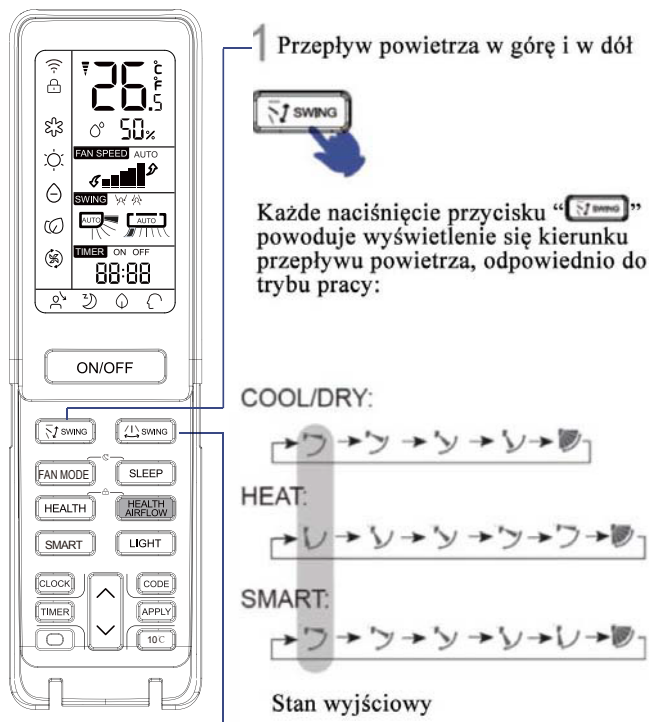 26.5 °C °F
50%
FAN SPEED AUTO
SWING
AUTO AUTO
TIMER ON OFF
88:88
ON/OFF
SWING SWING
FAN MODE SLEEP
HEALTH HEALTH AIRFLOW
SMART LIGHT
CLOCK CODE
TIMER APPLY
10°C
1 Przepływ powietrza w górę i w dół
SWING
Każde naciśnięcie przycisku “SWING”
powoduje wyświetlenie się kierunku
przepływu powietrza, odpowiednio do
trybu pracy:
COOL/DRY:
HEAT:
SMART:
Stan wyjściowy